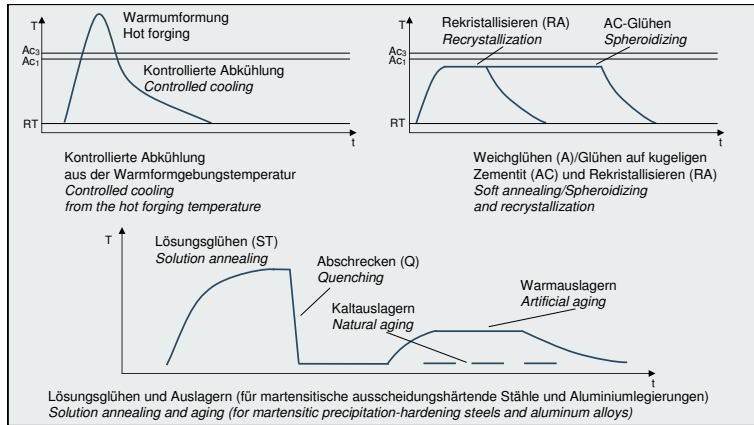 T
Warmumformung
Hot forging
Ac3
Ac1
Kontrollierte Abkühlung
Controlled cooling
RT
t
Kontrollierte Abkühlung
aus der Warmformgebungstemperatur
Controlled cooling
from the hot forging temperature
T
Rekristallisieren (RA)
Recrystallization
AC-Glühen
Spheroidizing
Ac3
Ac1
RT
t
Weichglühen (A)/Glühen auf kugeligen
Zementit (AC) und Rekristallisieren (RA)
Soft annealing/Spheroidizing
and recrystallization
T
Lösungsglühen (ST)
Solution annealing
Abschrecken (Q)
Quenching
Kaltauslagern
Natural aging
Warmauslagern
Artificial aging
t
Lösungsglühen und Auslagern (für martensitische ausscheidungshärtende Stähle und Aluminiumlegierungen)
Solution annealing and aging (for martensitic precipitation-hardening steels and aluminum alloys)